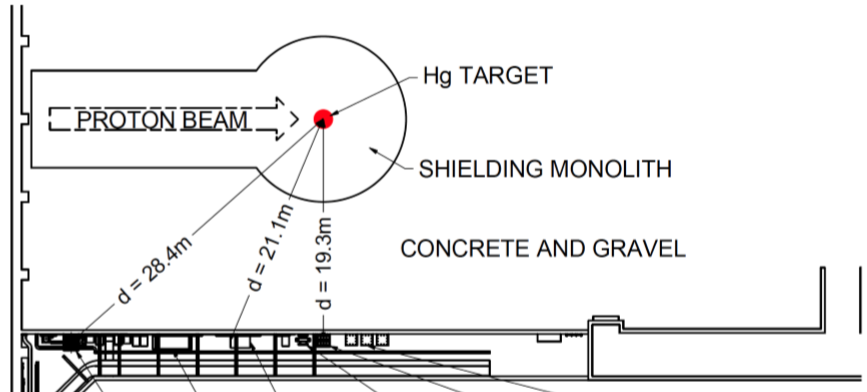 Hg TARGET
PROTON BEAM
SHIELDING MONOLITH
d = 28.4m
d = 21.1m
d = 19.3m
CONCRETE AND GRAVEL